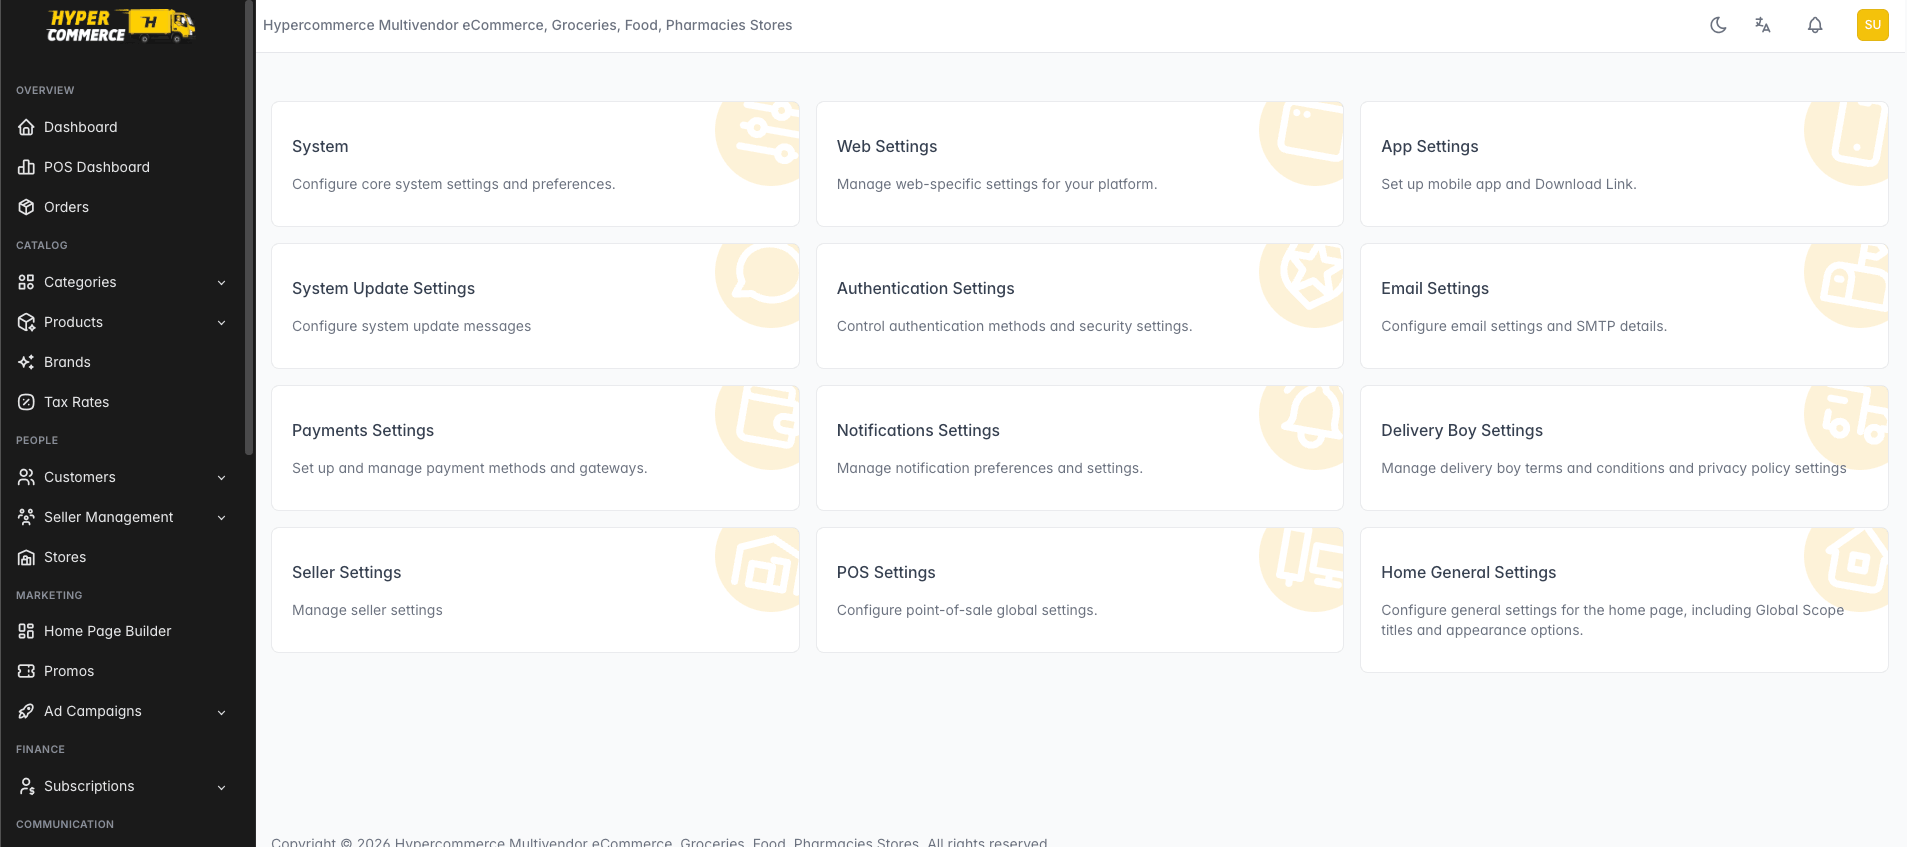 HYPER
COMMERCE
H
Hypercommerce Multivendor eCommerce, Groceries, Food, Pharmacies Stores
SU
OVERVIEW
Dashboard
POS Dashboard
Orders
CATALOG
Categories
Products
Brands
Tax Rates
PEOPLE
Customers
Seller Management
Stores
MARKETING
Home Page Builder
Promos
Ad Campaigns
FINANCE
Subscriptions
COMMUNICATION
System
Configure core system settings and preferences.
Web Settings
Manage web-specific settings for your platform.
App Settings
Set up mobile app and Download Link.
System Update Settings
Configure system update messages
Authentication Settings
Control authentication methods and security settings.
Email Settings
Configure email settings and SMTP details.
Payments Settings
Set up and manage payment methods and gateways.
Notifications Settings
Manage notification preferences and settings.
Delivery Boy Settings
Manage delivery boy terms and conditions and privacy policy settings
Seller Settings
Manage seller settings
POS Settings
Configure point-of-sale global settings.
Home General Settings
Configure general settings for the home page, including Global Scope
titles and appearance options.
Copyright © 2026 Hypercommerce Multivendor eCommerce, Groceries, Food, Pharmacies Stores. All rights reserved